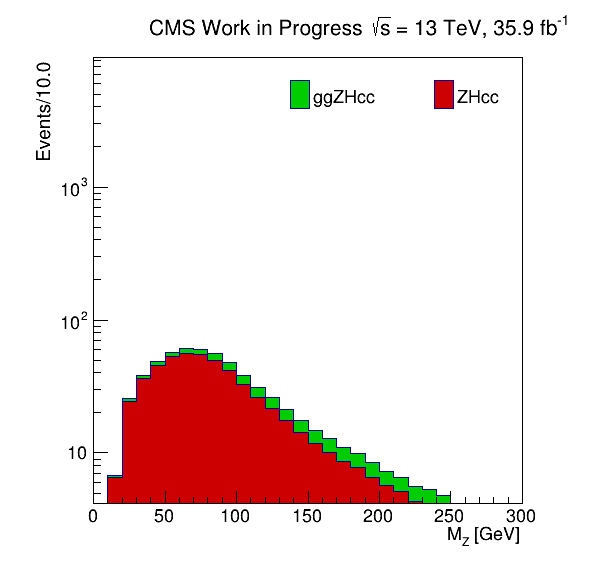 CMS Work in Progress √s = 13 TeV, 35.9 fb⁻¹
Events/10.0
ggZHcc ZHcc
10³
10²
10
0 50 100 150 200 250 300
M_Z [GeV]